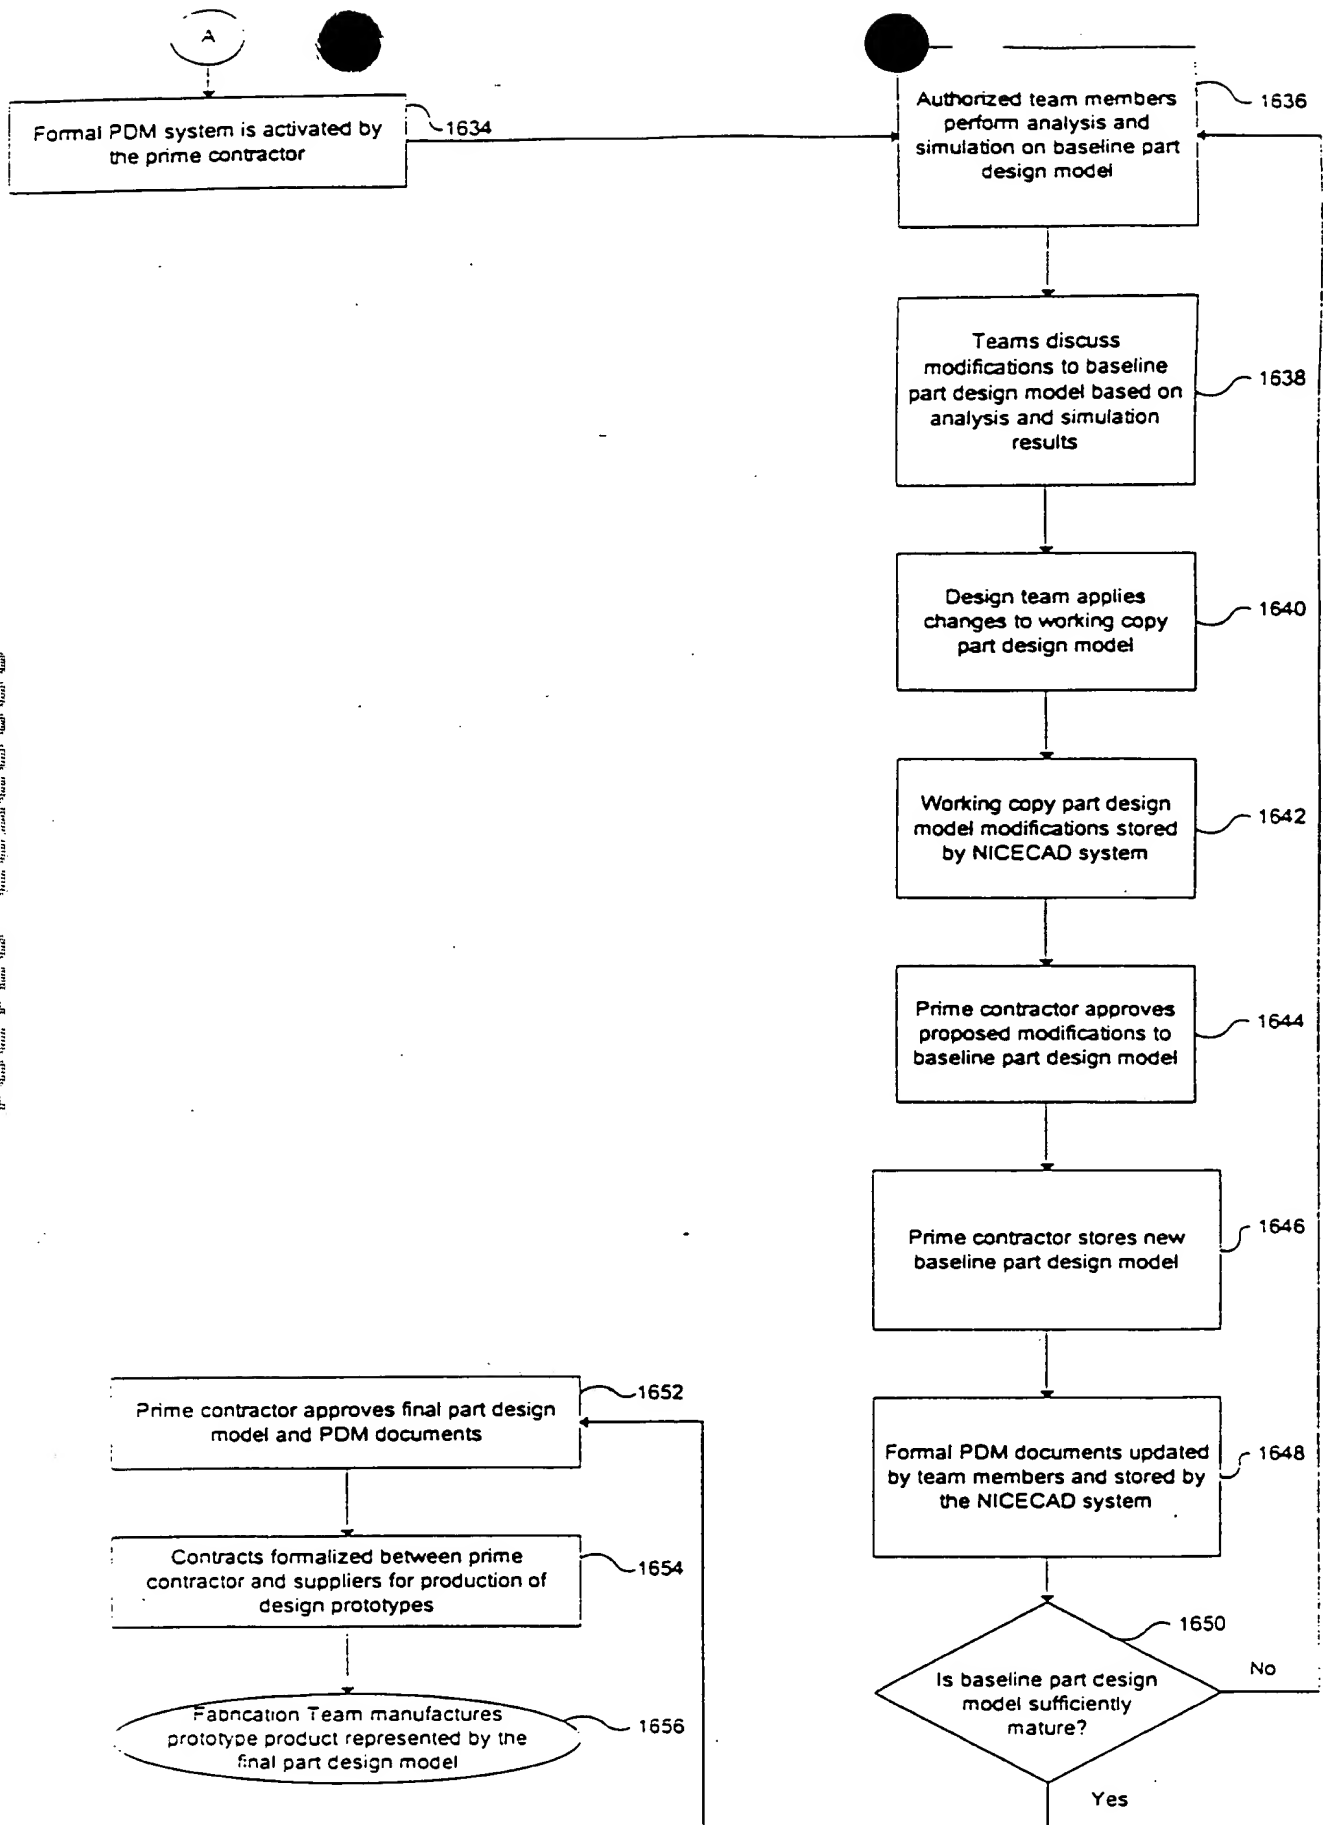 A
Formal PDM system is activated by
the prime contractor
1634
Authorized team members
perform analysis and
simulation on baseline part
design model
1636
Teams discuss
modifications to baseline
part design model based on
analysis and simulation
results
1638
Design team applies
changes to working copy
part design model
1640
Working copy part design
model modifications stored
by NICECAD system
1642
Prime contractor approves
proposed modifications to
baseline part design model
1644
Prime contractor stores new
baseline part design model
1646
Formal PDM documents updated
by team members and stored by
the NICECAD system
1648
Is baseline part design
model sufficiently
mature?
1650
No
Yes
Prime contractor approves final part design
model and PDM documents
1652
Contracts formalized between prime
contractor and suppliers for production of
design prototypes
1654
Fabrication Team manufactures
prototype product represented by the
final part design model
1656